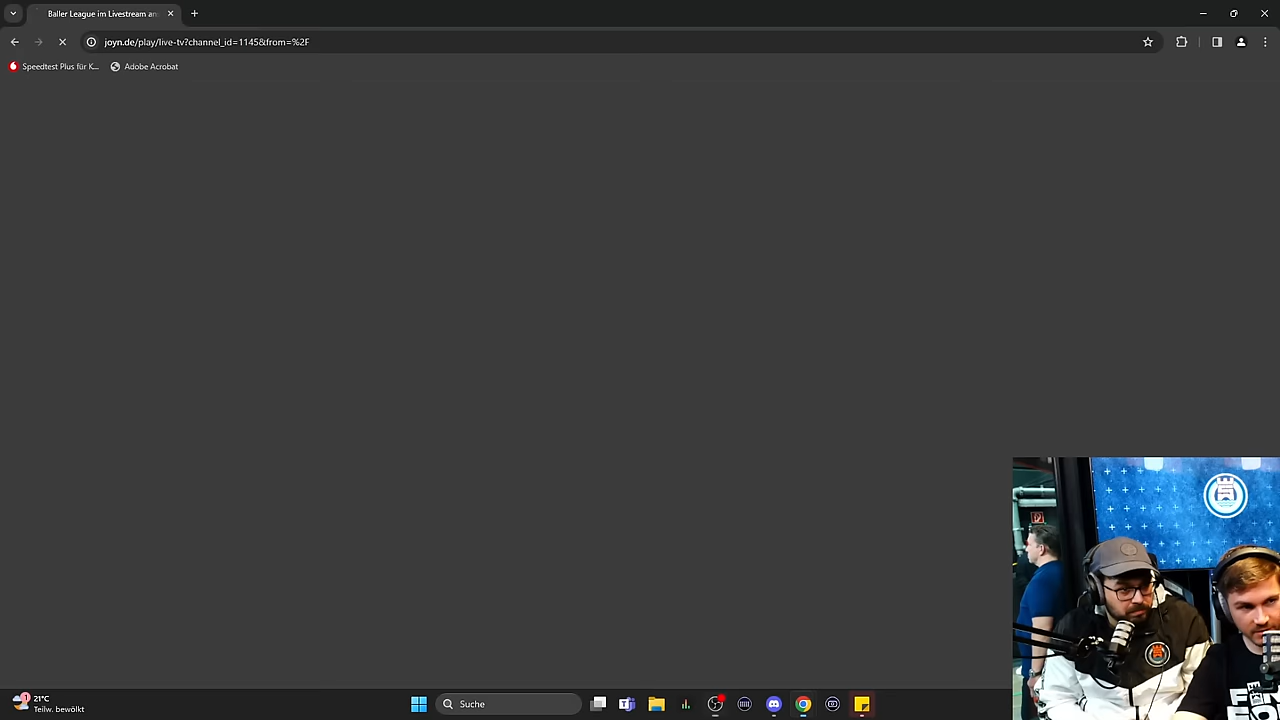 Baller League im Livestream an
joyn.de/play/live-tv?channel_id=1145&from=%2F
Speedtest Plus für K...
Adobe Acrobat
1
21°C
Teilw. bewölkt
Suche